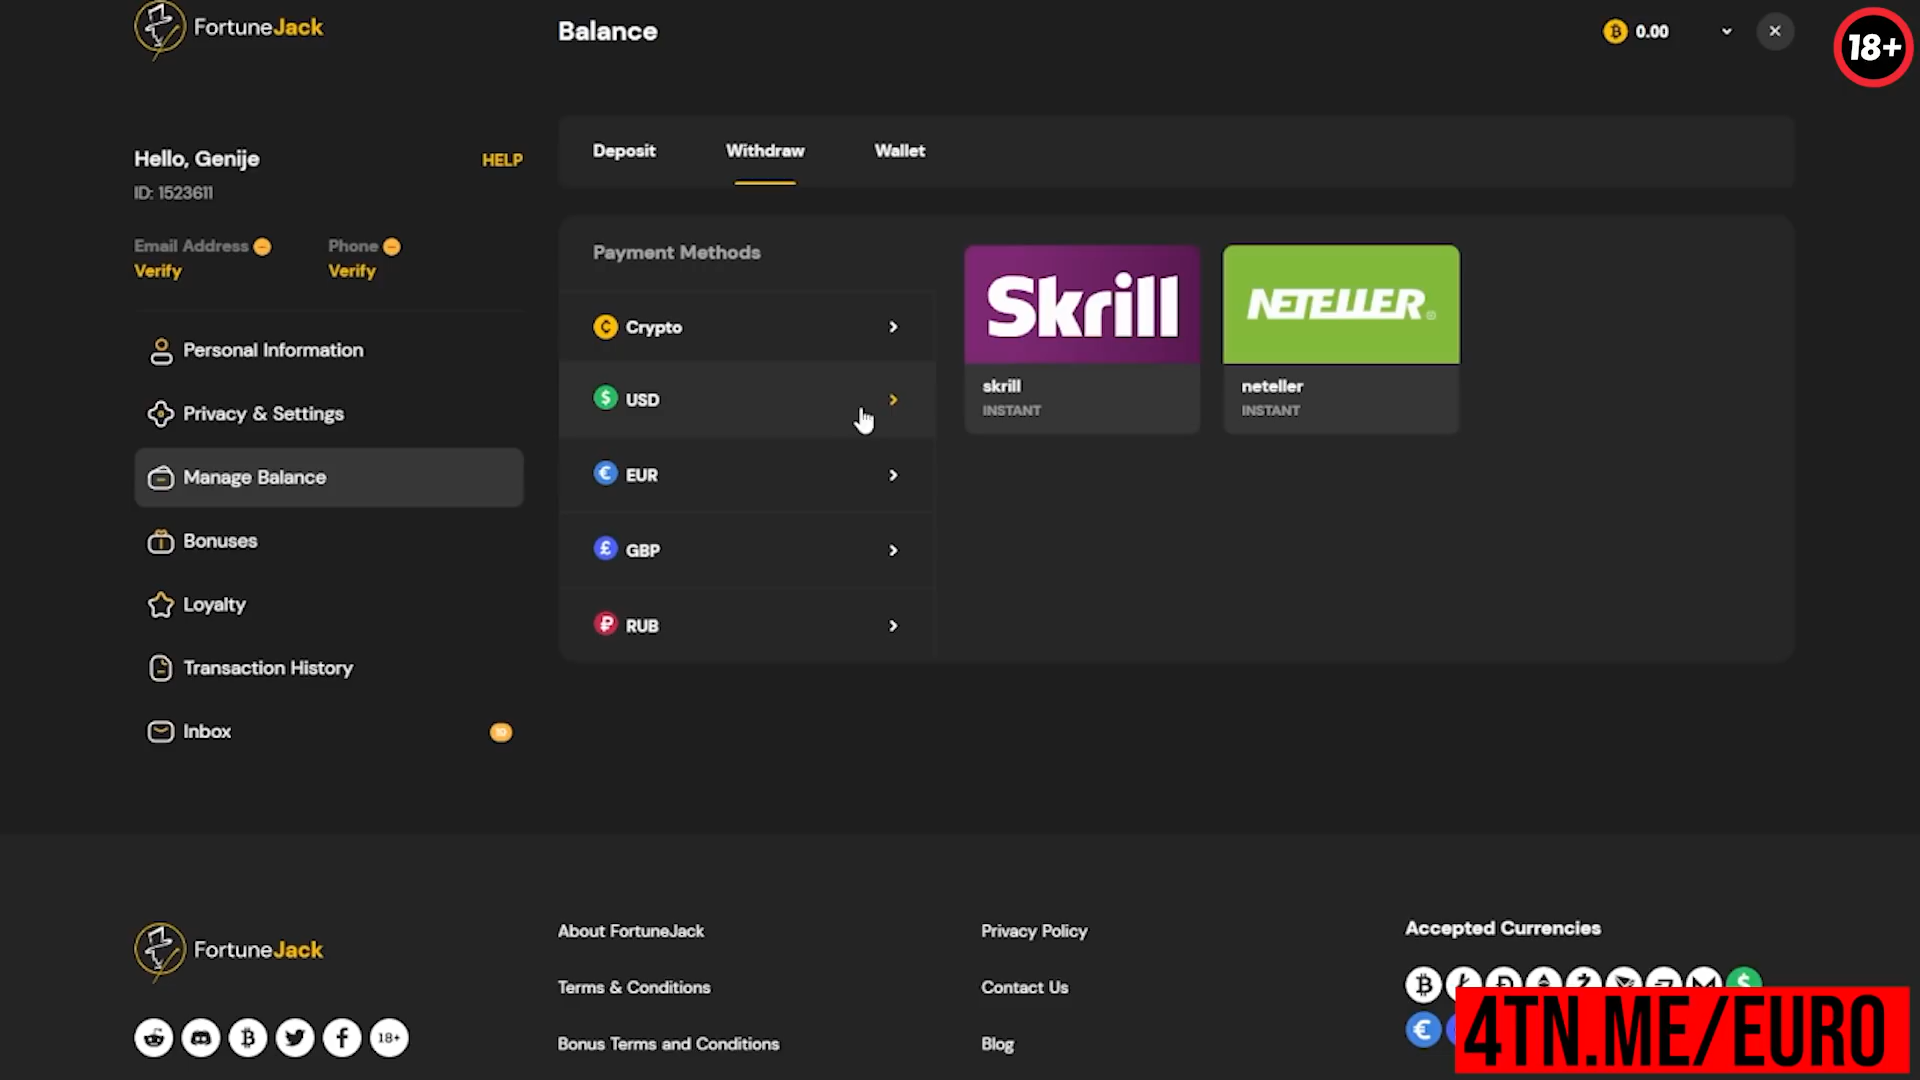 FortuneJack
Balance
0.00
18+
Deposit
Withdraw
Wallet
Hello, Genije
HELP
ID: 1523611
Email Address
Phone
Verify
Verify
Payment Methods
Crypto
USD
EUR
GBP
RUB
Skrill
skrill
INSTANT
NETELLER
neteller
INSTANT
Personal Information
Privacy & Settings
Manage Balance
Bonuses
Loyalty
Transaction History
Inbox
10
FortuneJack
18+
About FortuneJack
Terms & Conditions
Bonus Terms and Conditions
Privacy Policy
Contact Us
Blog
Accepted Currencies
4TN.ME/EURO